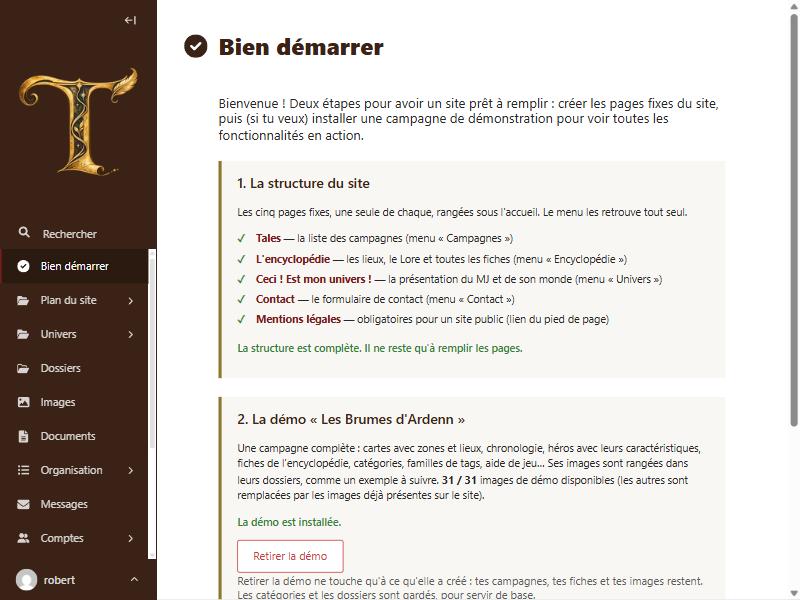 T
Rechercher
Bien démarrer
Plan du site
Univers
Dossiers
Images
Documents
Organisation
Messages
Comptes
robert
Bien démarrer
Bienvenue ! Deux étapes pour avoir un site prêt à remplir : créer les pages fixes du site,
puis (si tu veux) installer une campagne de démonstration pour voir toutes les
fonctionnalités en action.
1. La structure du site
Les cinq pages fixes, une seule de chaque, rangées sous l'accueil. Le menu les retrouve tout seul.
✓ Tales — la liste des campagnes (menu « Campagnes »)
✓ L'encyclopédie — les lieux, le Lore et toutes les fiches (menu « Encyclopédie »)
✓ Ceci ! Est mon univers ! — la présentation du MJ et de son monde (menu « Univers »)
✓ Contact — le formulaire de contact (menu « Contact »)
✓ Mentions légales — obligatoires pour un site public (lien du pied de page)
La structure est complète. Il ne reste qu'à remplir les pages.
2. La démo « Les Brumes d'Ardenn »
Une campagne complète : cartes avec zones et lieux, chronologie, héros avec leurs caractéristiques,
fiches de l'encyclopédie, catégories, familles de tags, aide de jeu... Ses images sont rangées dans
leurs dossiers, comme un exemple à suivre. 31 / 31 images de démo disponibles (les autres sont
remplacées par les images déjà présentes sur le site).
La démo est installée.
Retirer la démo
Retirer la démo ne touche qu'à ce qu'elle a créé : tes campagnes, tes fiches et tes images restent.
Les catégories et les dossiers sont gardés, pour servir de base.